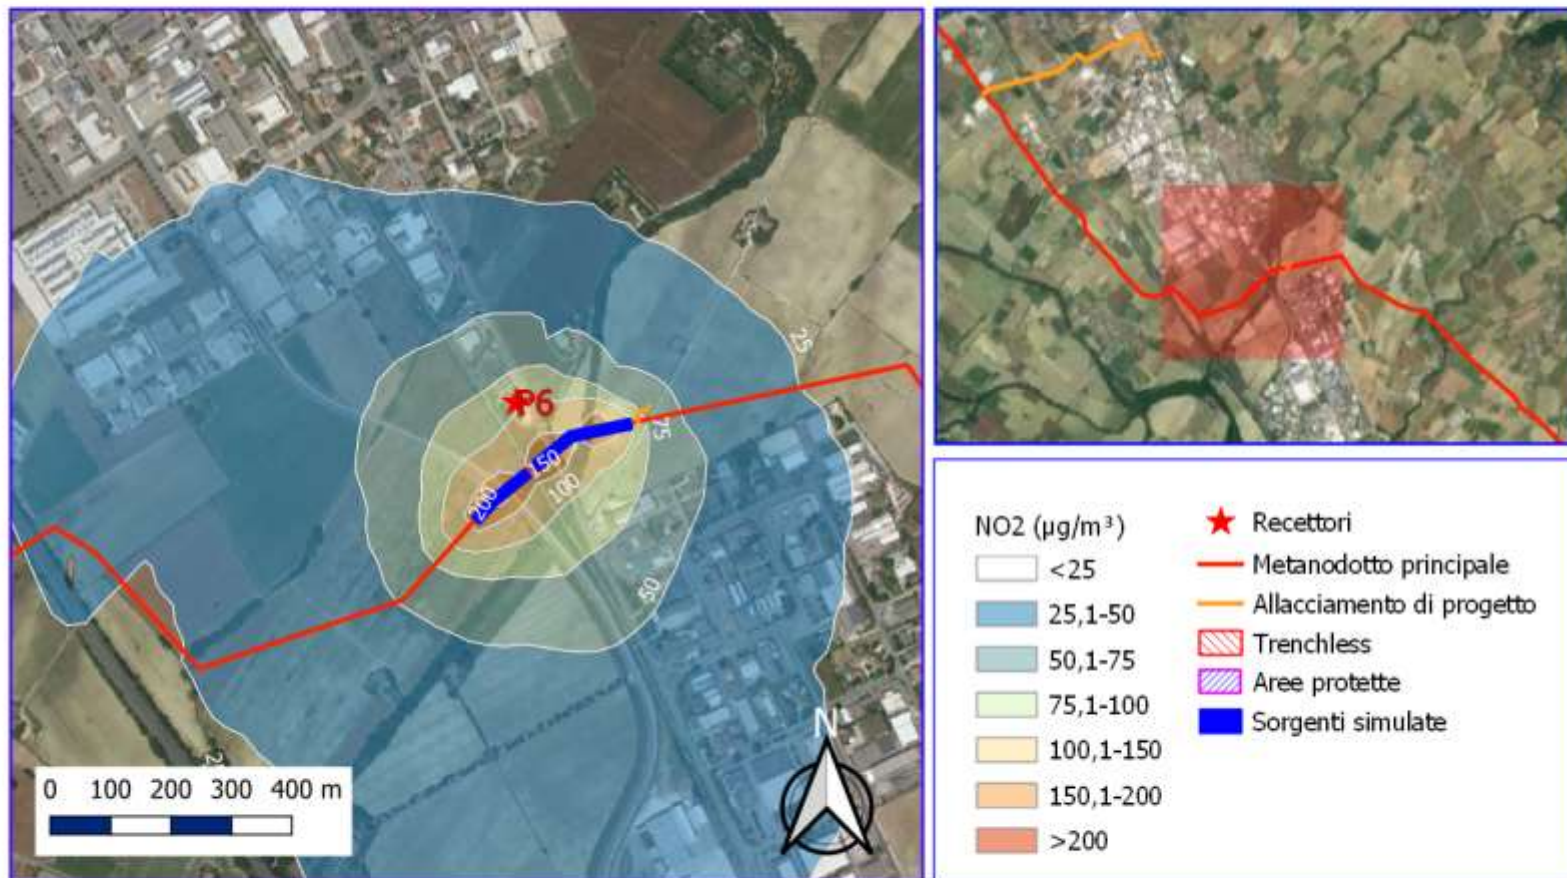 25
P6
75
150
200
100
50
N
0 100 200 300 400 m
NO2 (µg/m³)
<25
25,1-50
50,1-75
75,1-100
100,1-150
150,1-200
>200
Recettori
Metanodotto principale
Allacciamento di progetto
Trenchless
Aree protette
Sorgenti simulate